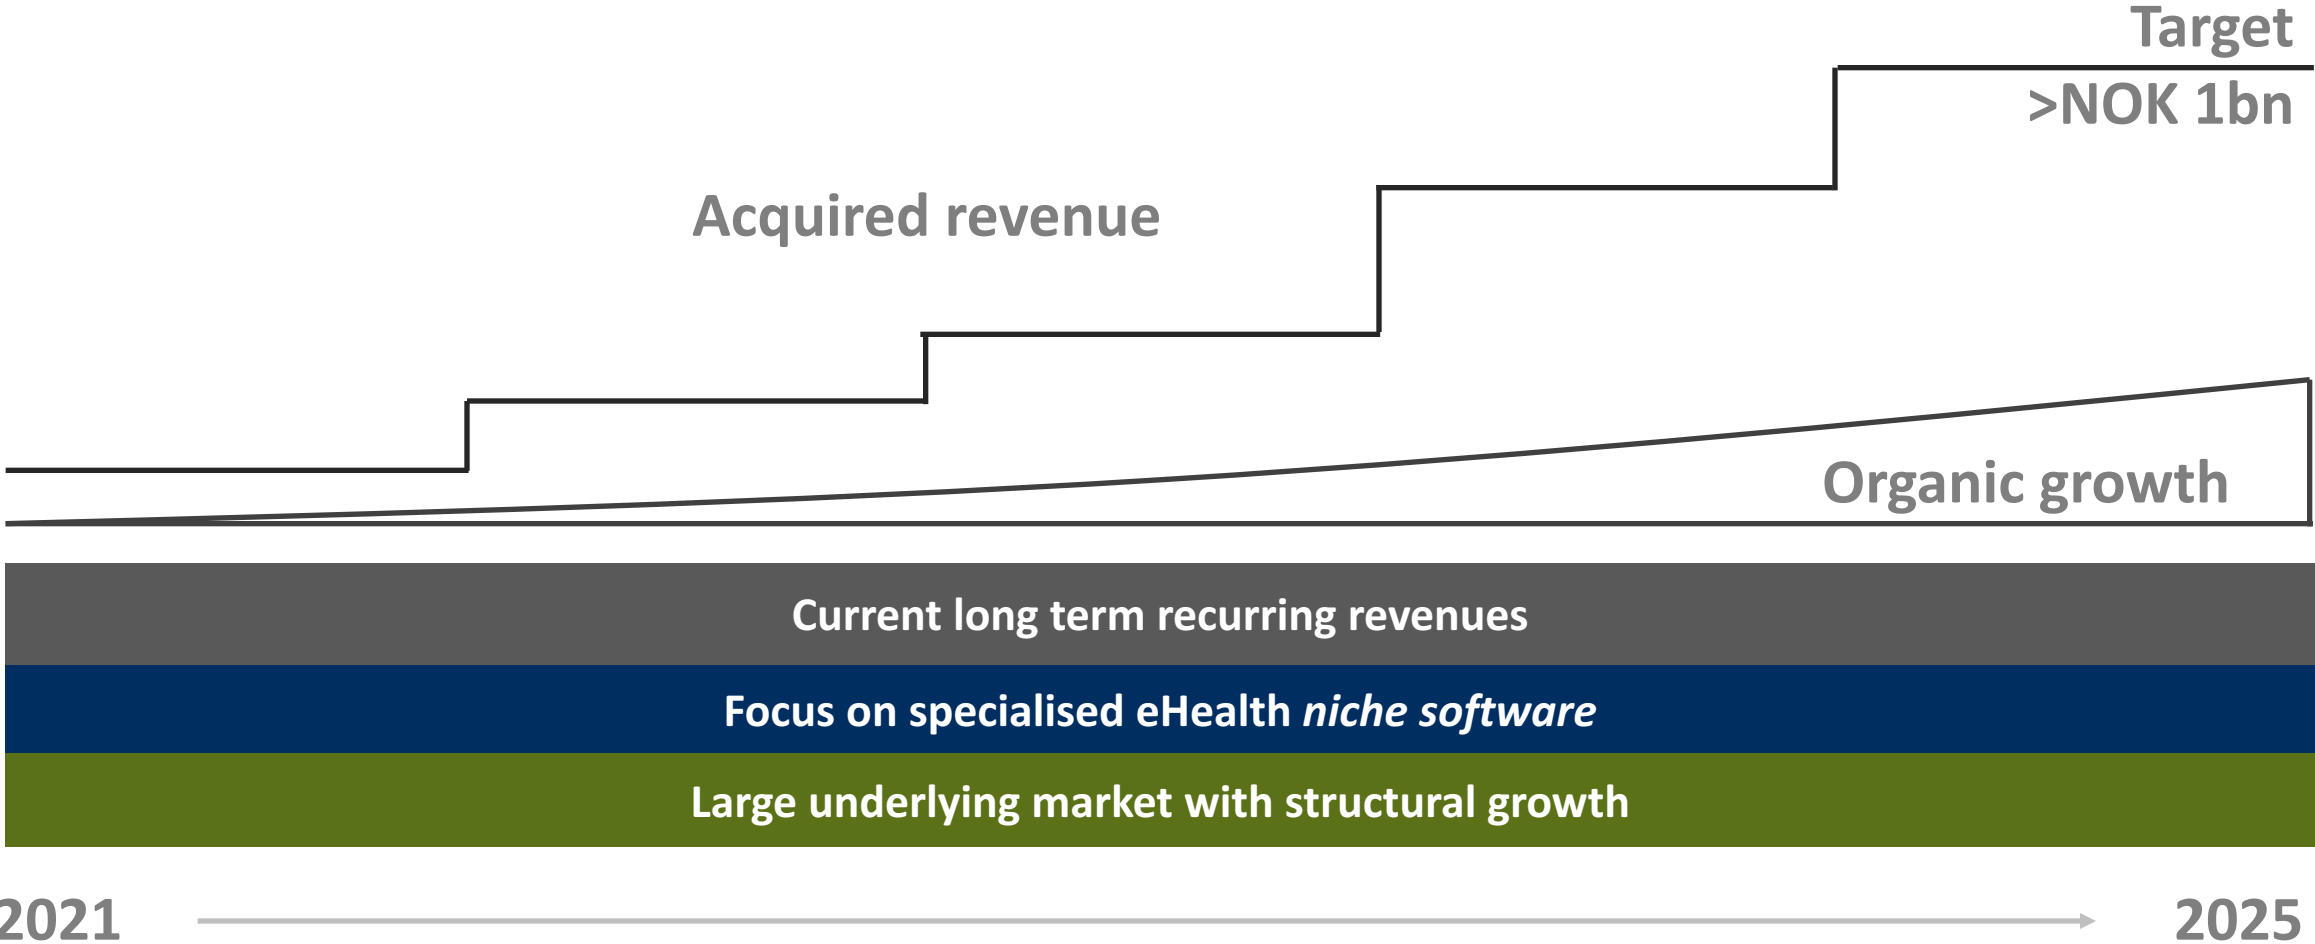 Target
>NOK 1bn
Acquired revenue
Organic growth
Current long term recurring revenues
Focus on specialised eHealth niche software
Large underlying market with structural growth
2021
2025